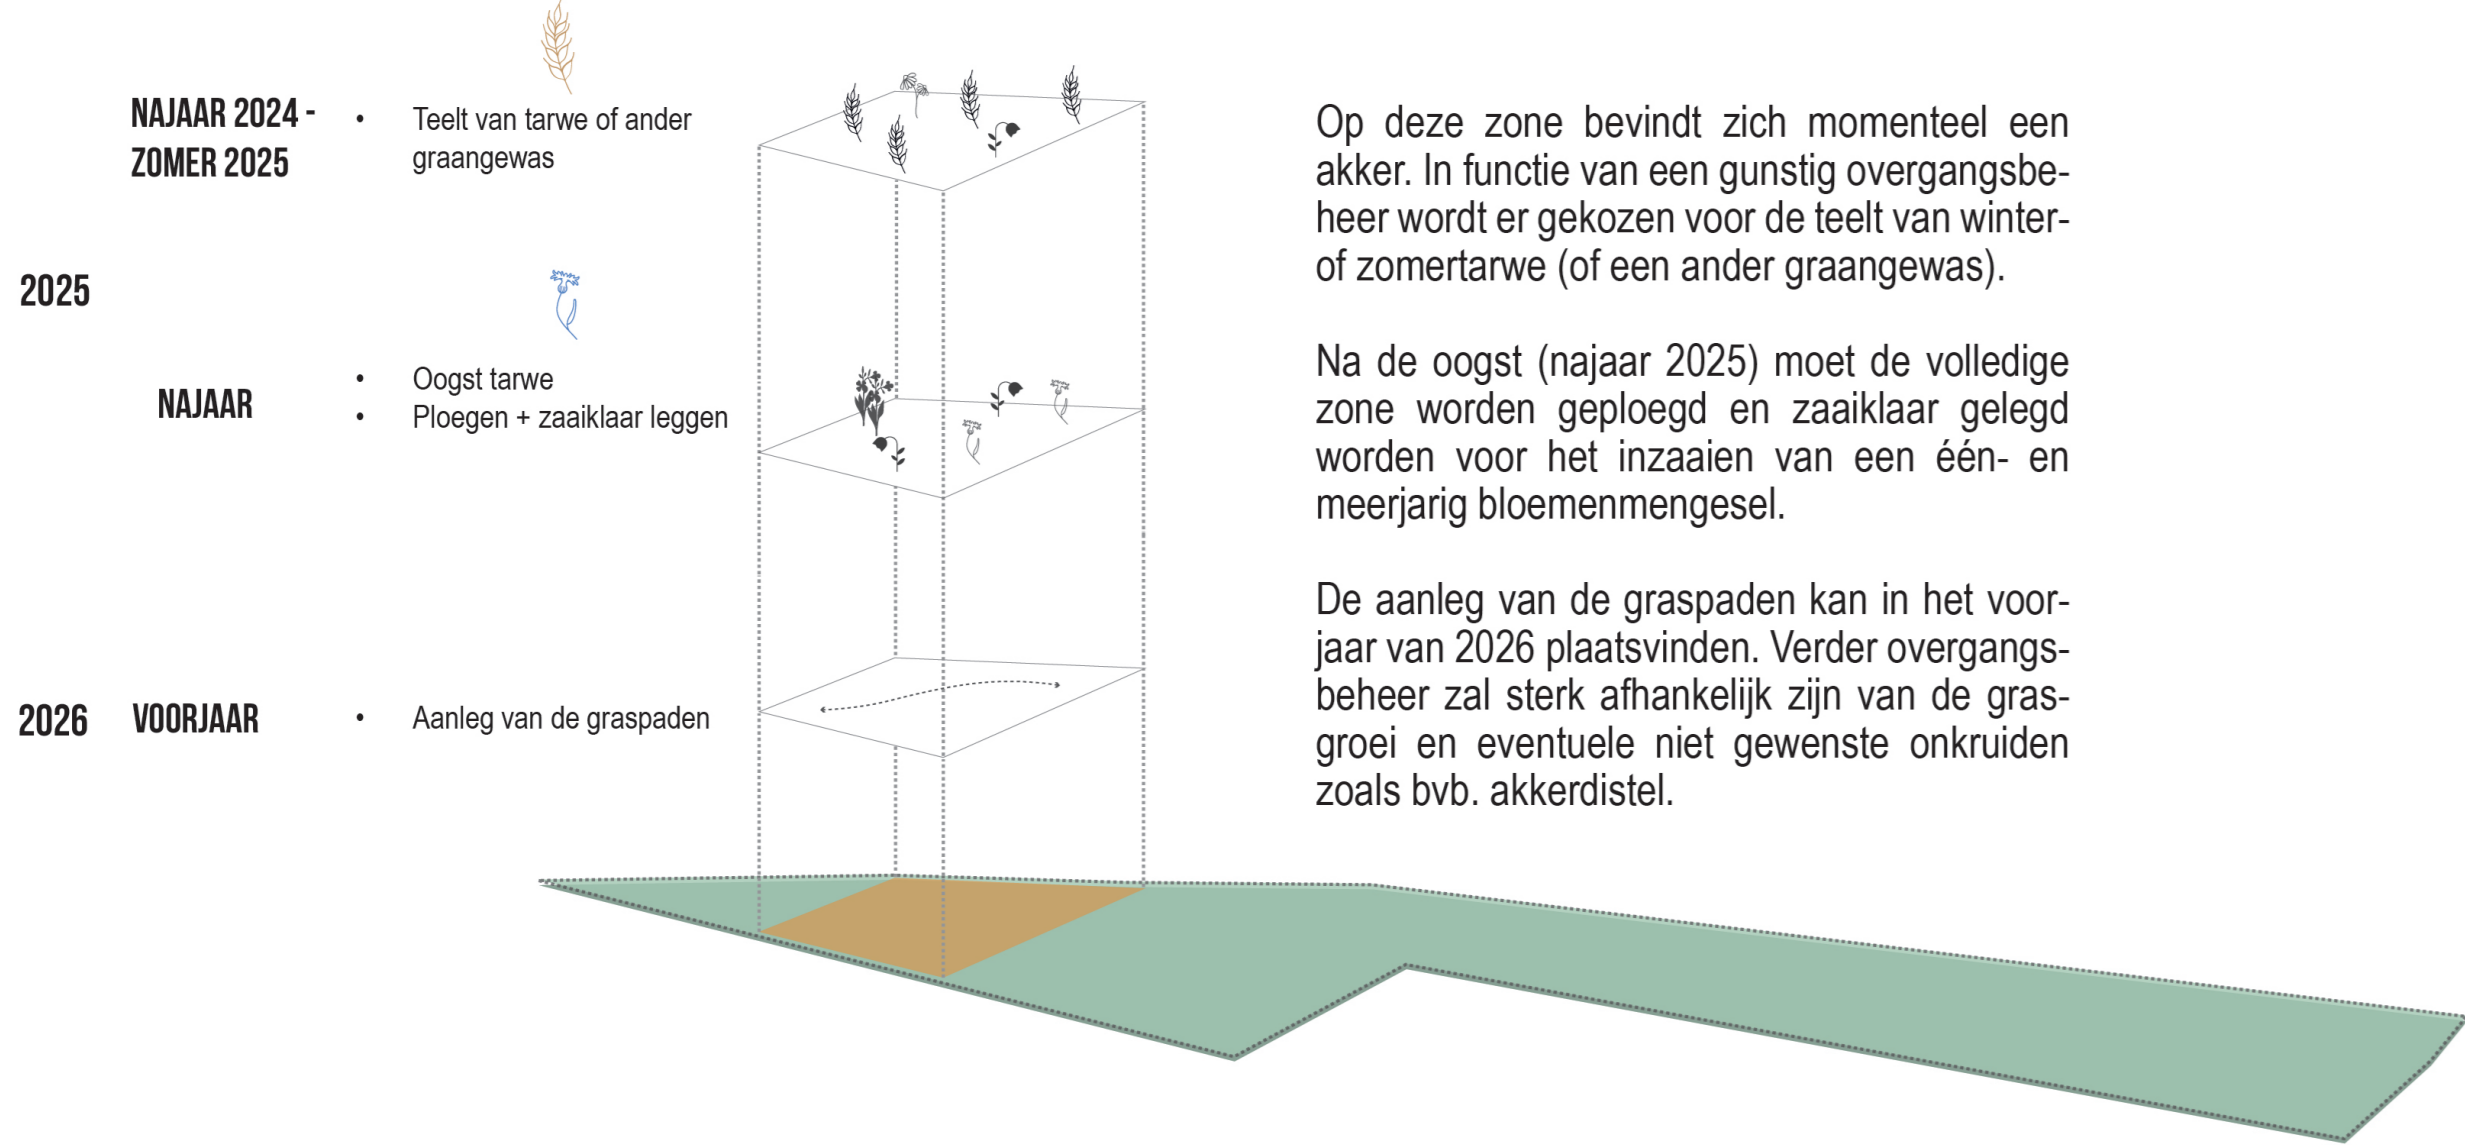 NAJAAR 2024 -
ZOMER 2025
• Teelt van tarwe of ander
graangewas
2025
NAJAAR
• Oogst tarwe
• Ploegen + zaaiklaar leggen
2026 VOORJAAR
• Aanleg van de graspaden
Op deze zone bevindt zich momenteel een
akker. In functie van een gunstig overgangsbe-
heer wordt er gekozen voor de teelt van winter-
of zomertarwe (of een ander graangewas).
Na de oogst (najaar 2025) moet de volledige
zone worden geploegd en zaaiklaar gelegd
worden voor het inzaaien van een één- en
meerjarig bloemenmengesel.
De aanleg van de graspaden kan in het voor-
jaar van 2026 plaatsvinden. Verder overgangs-
beheer zal sterk afhankelijk zijn van de gras-
groei en eventuele niet gewenste onkruiden
zoals bvb. akkerdistel.